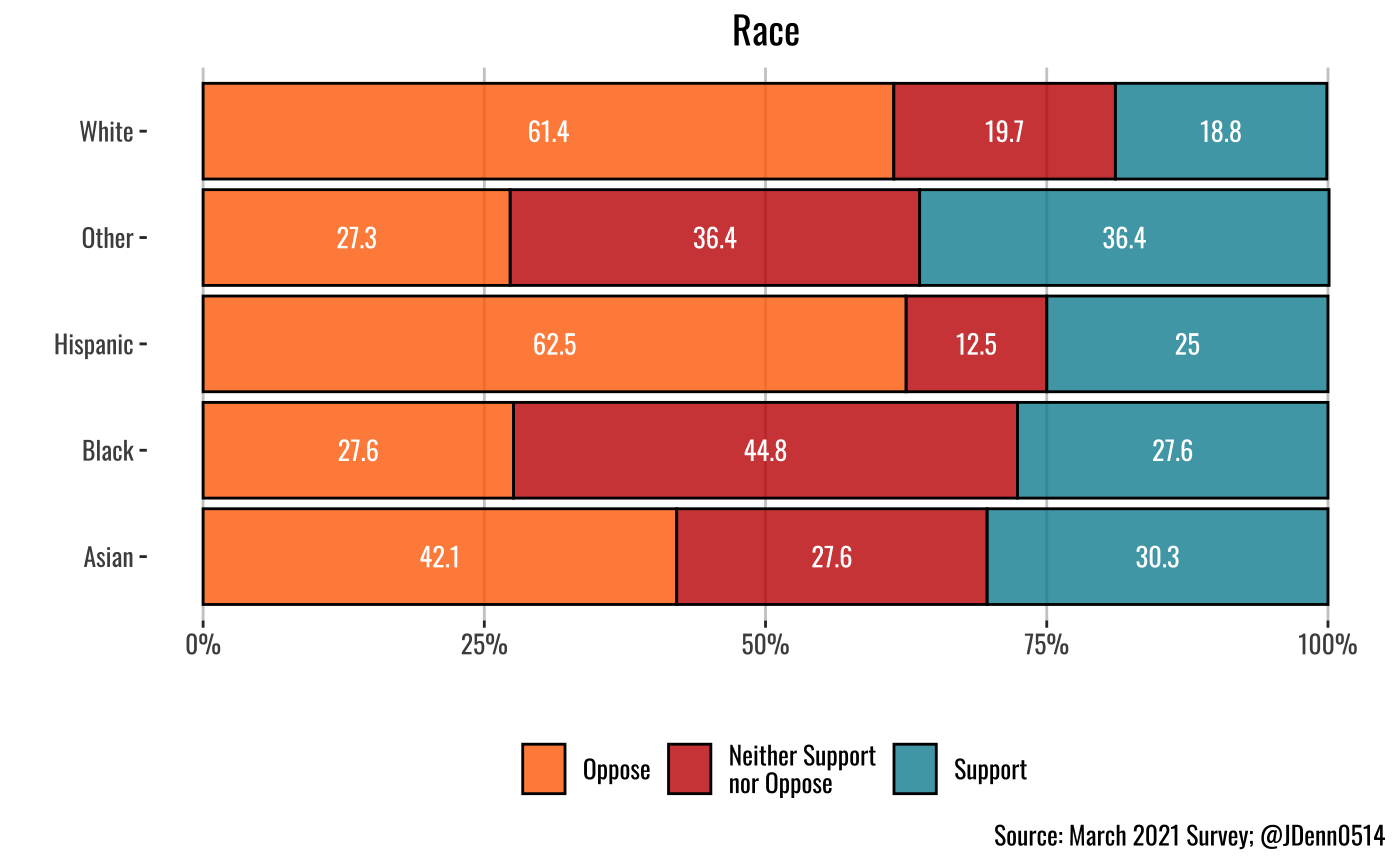 Race
White
61.4
19.7
18.8
Other
27.3
36.4
36.4
Hispanic
62.5
12.5
25
Black
27.6
44.8
27.6
Asian
42.1
27.6
30.3
0%
25%
50%
75%
100%
Oppose
Neither Support
nor Oppose
Support
Source: March 2021 Survey; @JDenn0514